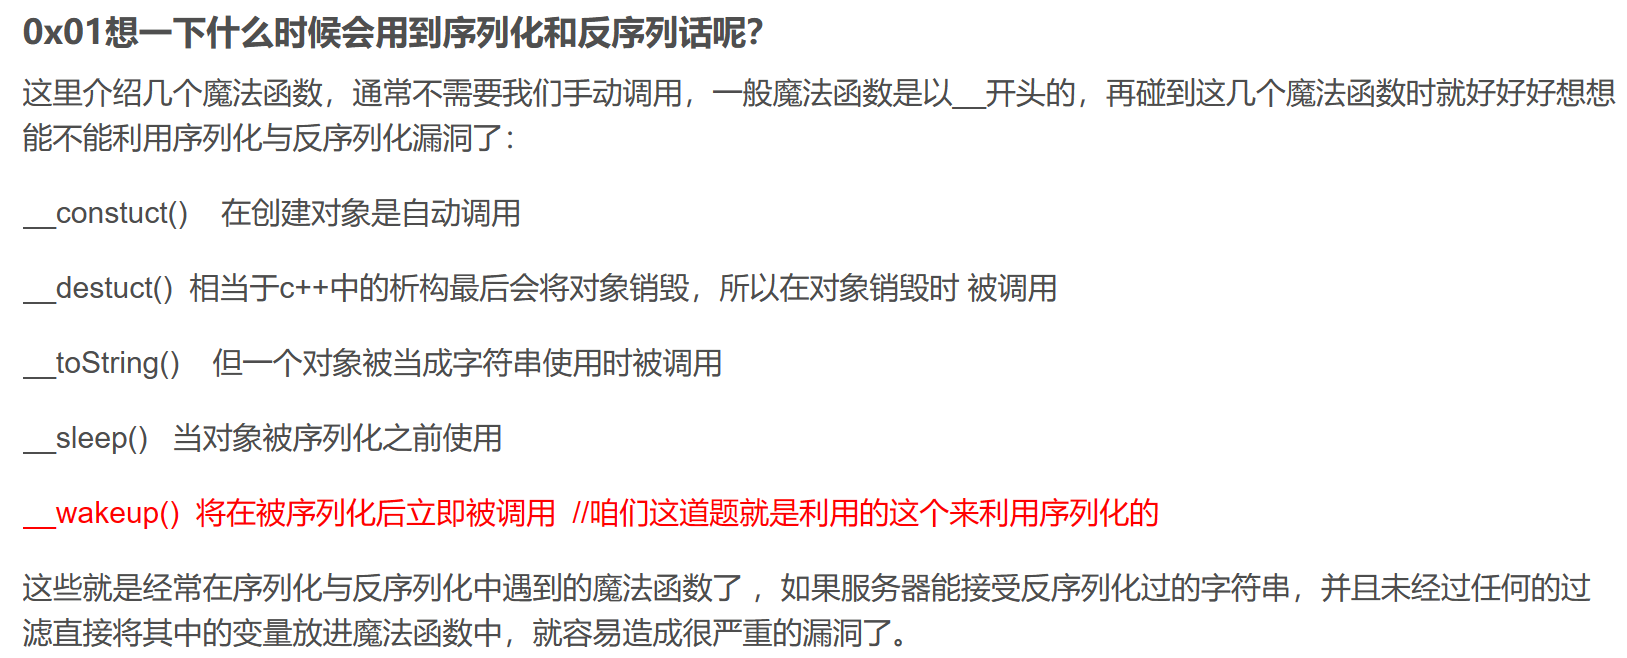 0x01想一下什么时候会用到序列化和反序列话呢?
这里介绍几个魔法函数，通常不需要我们手动调用，一般魔法函数是以__开头的，再碰到这几个魔法函数时就好好好想想
能不能利用序列化与反序列化漏洞了：
__constuct()    在创建对象是自动调用
__destuct()  相当于c++中的析构最后会将对象销毁，所以在对象销毁时 被调用
__toString()    但一个对象被当成字符串使用时被调用
__sleep()   当对象被序列化之前使用
__wakeup()  将在被序列化后立即被调用  //咱们这道题就是利用的这个来利用序列化的
这些就是经常在序列化与反序列化中遇到的魔法函数了 ，如果服务器能接受反序列化过的字符串，并且未经过任何的过
滤直接将其中的变量放进魔法函数中，就容易造成很严重的漏洞了。